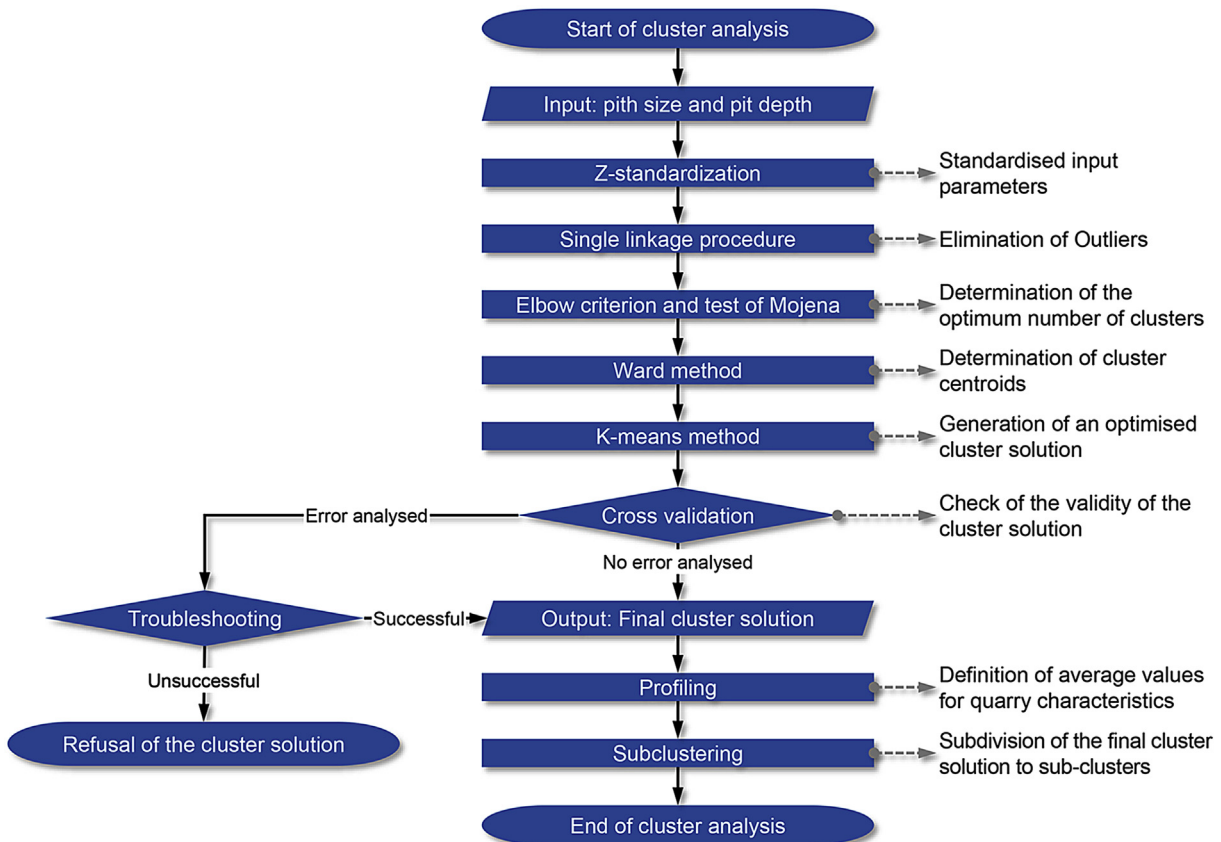 Start of cluster analysis
Input: pith size and pit depth
Z-standardization
Standardised input
parameters
Single linkage procedure
Elimination of Outliers
Elbow criterion and test of Mojena
Determination of the
optimum number of clusters
Ward method
Determination of cluster
centroids
K-means method
Generation of an optimised
cluster solution
Error analysed
Cross validation
Check of the validity of the
cluster solution
No error analysed
Troubleshooting
Successful
Output: Final cluster solution
Unsuccessful
Profiling
Definition of average values
for quarry characteristics
Refusal of the cluster solution
Subclustering
Subdivision of the final cluster
solution to sub-clusters
End of cluster analysis